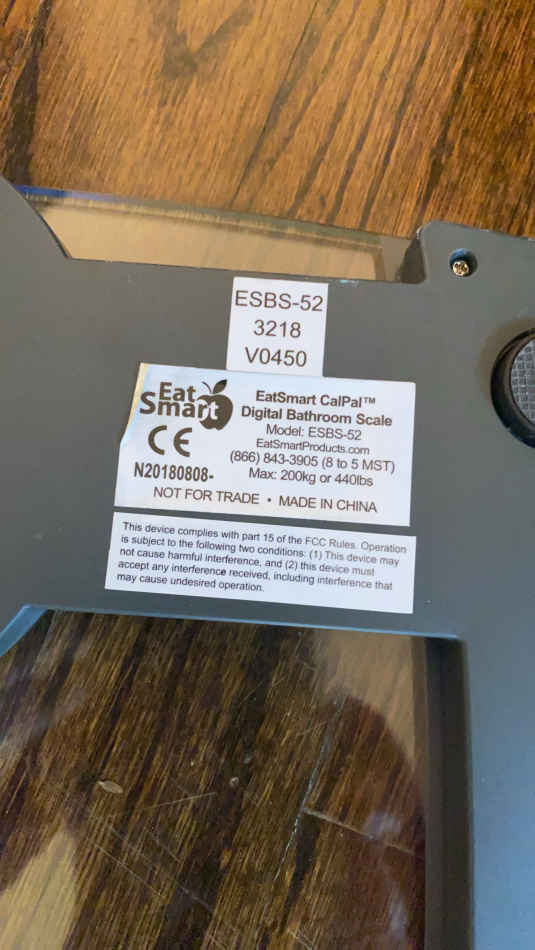 ESBS-52
3218
V0450
Eat
Smart
CE
N20180808-
EatSmart CalPal™
Digital Bathroom Scale
Model: ESBS-52
EatSmartProducts.com
(866) 843-3905 (8 to 5 MST)
Max: 200kg or 440lbs
NOT FOR TRADE • MADE IN CHINA
This device complies with part 15 of the FCC Rules. Operation
is subject to the following two conditions: (1) This device may
not cause harmful interference, and (2) this device must
accept any interference received, including interference that
may cause undesired operation.